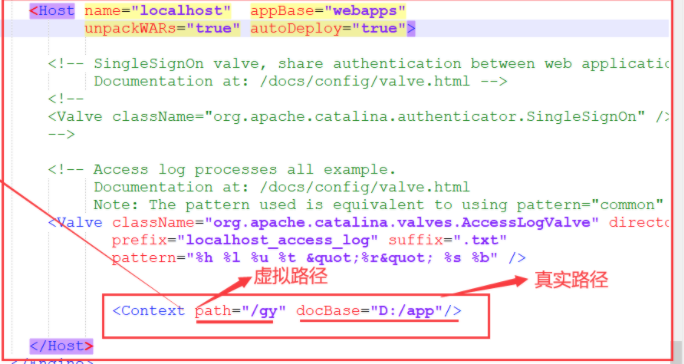 <Host name="localhost"  appBase="webapps"
unpackWARs="true" autoDeploy="true">
<!-- SingleSignOn valve, share authentication between web
Documentation at: /docs/config/valve.html -->
<!--
<Valve className="org.apache.catalina.authenticator.SingleSignOn" />
-->
<!-- Access log processes all example.
Documentation at: /docs/config/valve.html
Note: The pattern used is equivalent to using pattern="common"
<Valve className="org.apache.catalina.valves.AccessLogValve"
prefix="localhost_access_log" suffix=".txt"
pattern="%h %l %u %t &quot;%r&quot; %s %b" />
虚拟路径
真实路径
<Context path="/gy" docBase="D:/app"/>
</Host>